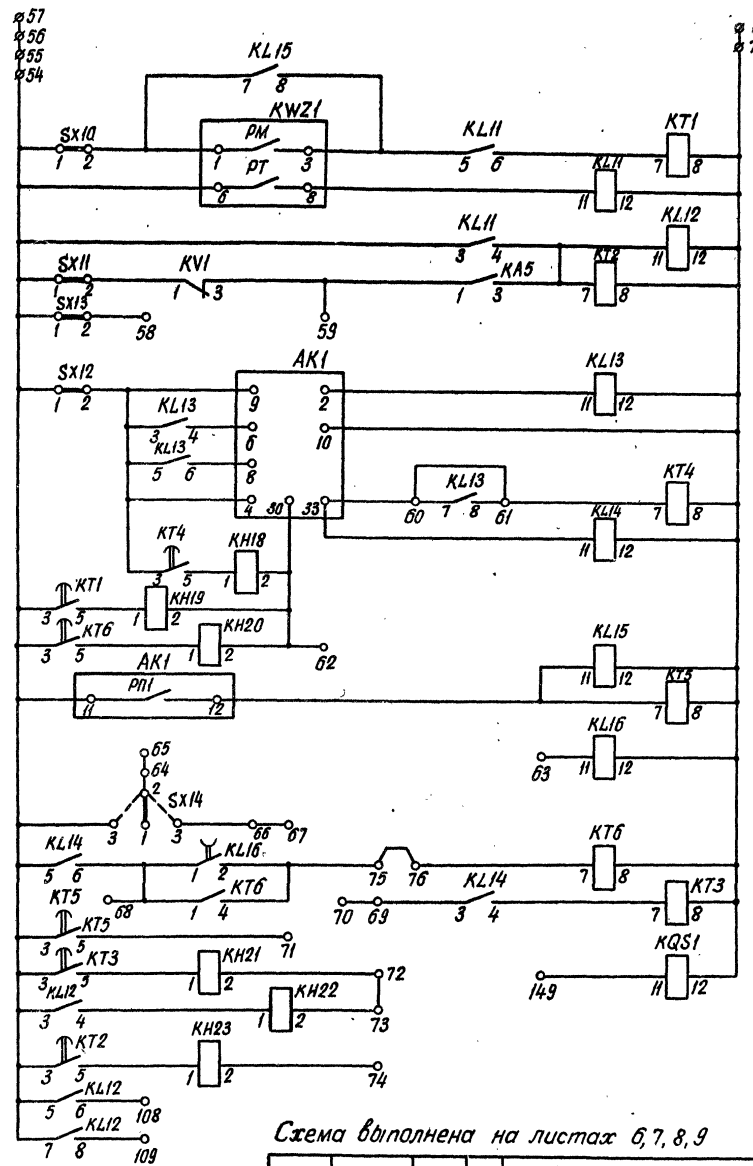 57
56
55
54
7
KL15
7 8
KWZ1
SX10
1 2
PM
1 3
KL11
5 6
KT1
7 8
PT
6 8
KL11
11 12
KL11
3 4
KL12
11 12
SX11
1 2
KV1
1 3
KA5
1 3
KT2
7 8
SX13
1 2
58
59
AK1
SX12
1 2
9 2
KL13
11 12
KL13
3 4
6 10
KL13
5 6
8
4 30 33
KL13
60 7 8 61
KT4
7 8
KL14
11 12
KT4
3 5
KH18
1 2
KT1
3 5
KH19
1 2
KT6
3 5
KH20
1 2
62
AK1
РП1
11 12
KL15
11 12
KT5
7 8
KL16
63 11 12
65
64
2
SX14
3 1 3 66 67
KL14
5 6
KL16
1 2
75 76
KT6
7 8
68
KT6
1 4
70 69
KL14
3 4
KT3
7 8
KT5
KT5
3 5
71
KT3
3 5
KH21
1 2
72
KQS1
149 11 12
KL12
3 4
KH22
1 2
73
KT2
3 5
KH23
1 2
74
KL12
5 6
108
KL12
7 8
109
Схема выполнена на листах 6,7,8,9